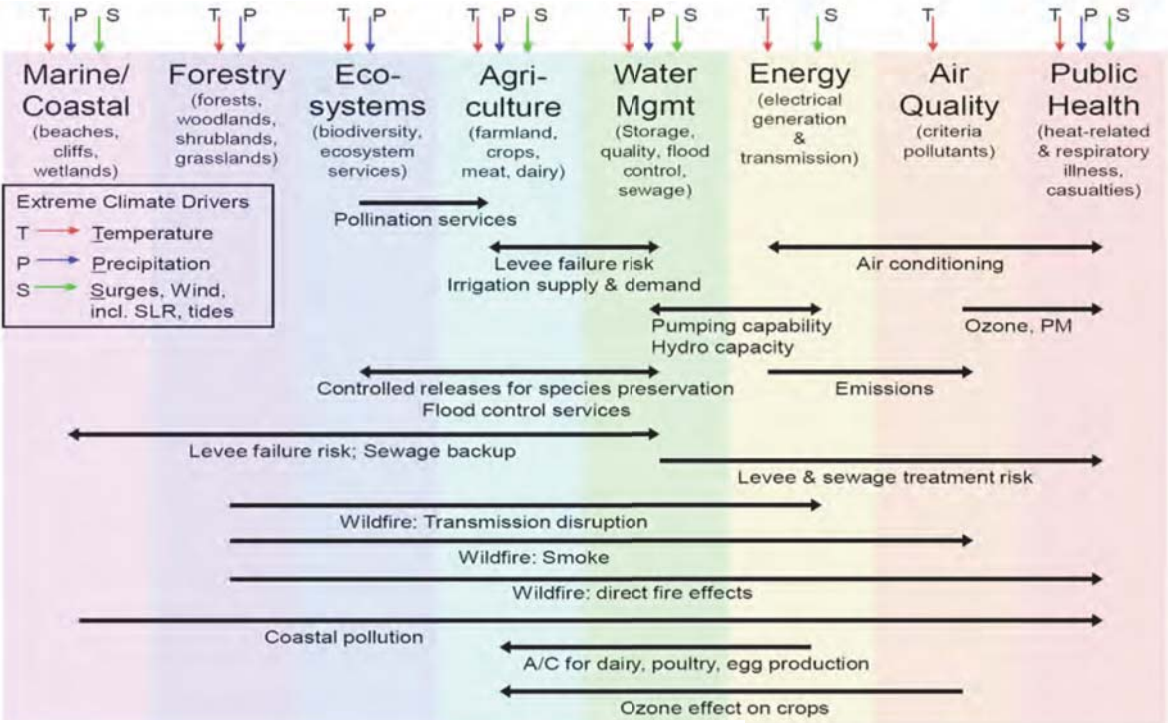 T P S
T P
T P
T P S
T P S
T S
T
T P S
Marine/
Coastal
(beaches,
cliffs,
wetlands)
Forestry
(forests,
woodlands,
shrublands,
grasslands)
Eco-
systems
(biodiversity,
ecosystem
services)
Agri-
culture
(farmland,
crops,
meat, dairy)
Water
Mgmt
(Storage,
quality, flood
control,
sewage)
Energy
(electrical
generation
&
transmission)
Air
Quality
(criteria
pollutants)
Public
Health
(heat-related
& respiratory
illness,
casualties)
Extreme Climate Drivers
T Temperature
P Precipitation
S Surges, Wind,
incl. SLR, tides
Pollination services
Levee failure risk
Irrigation supply & demand
Air conditioning
Pumping capability
Hydro capacity
Ozone, PM
Controlled releases for species preservation
Flood control services
Emissions
Levee failure risk; Sewage backup
Levee & sewage treatment risk
Wildfire: Transmission disruption
Wildfire: Smoke
Wildfire: direct fire effects
Coastal pollution
A/C for dairy, poultry, egg production
Ozone effect on crops